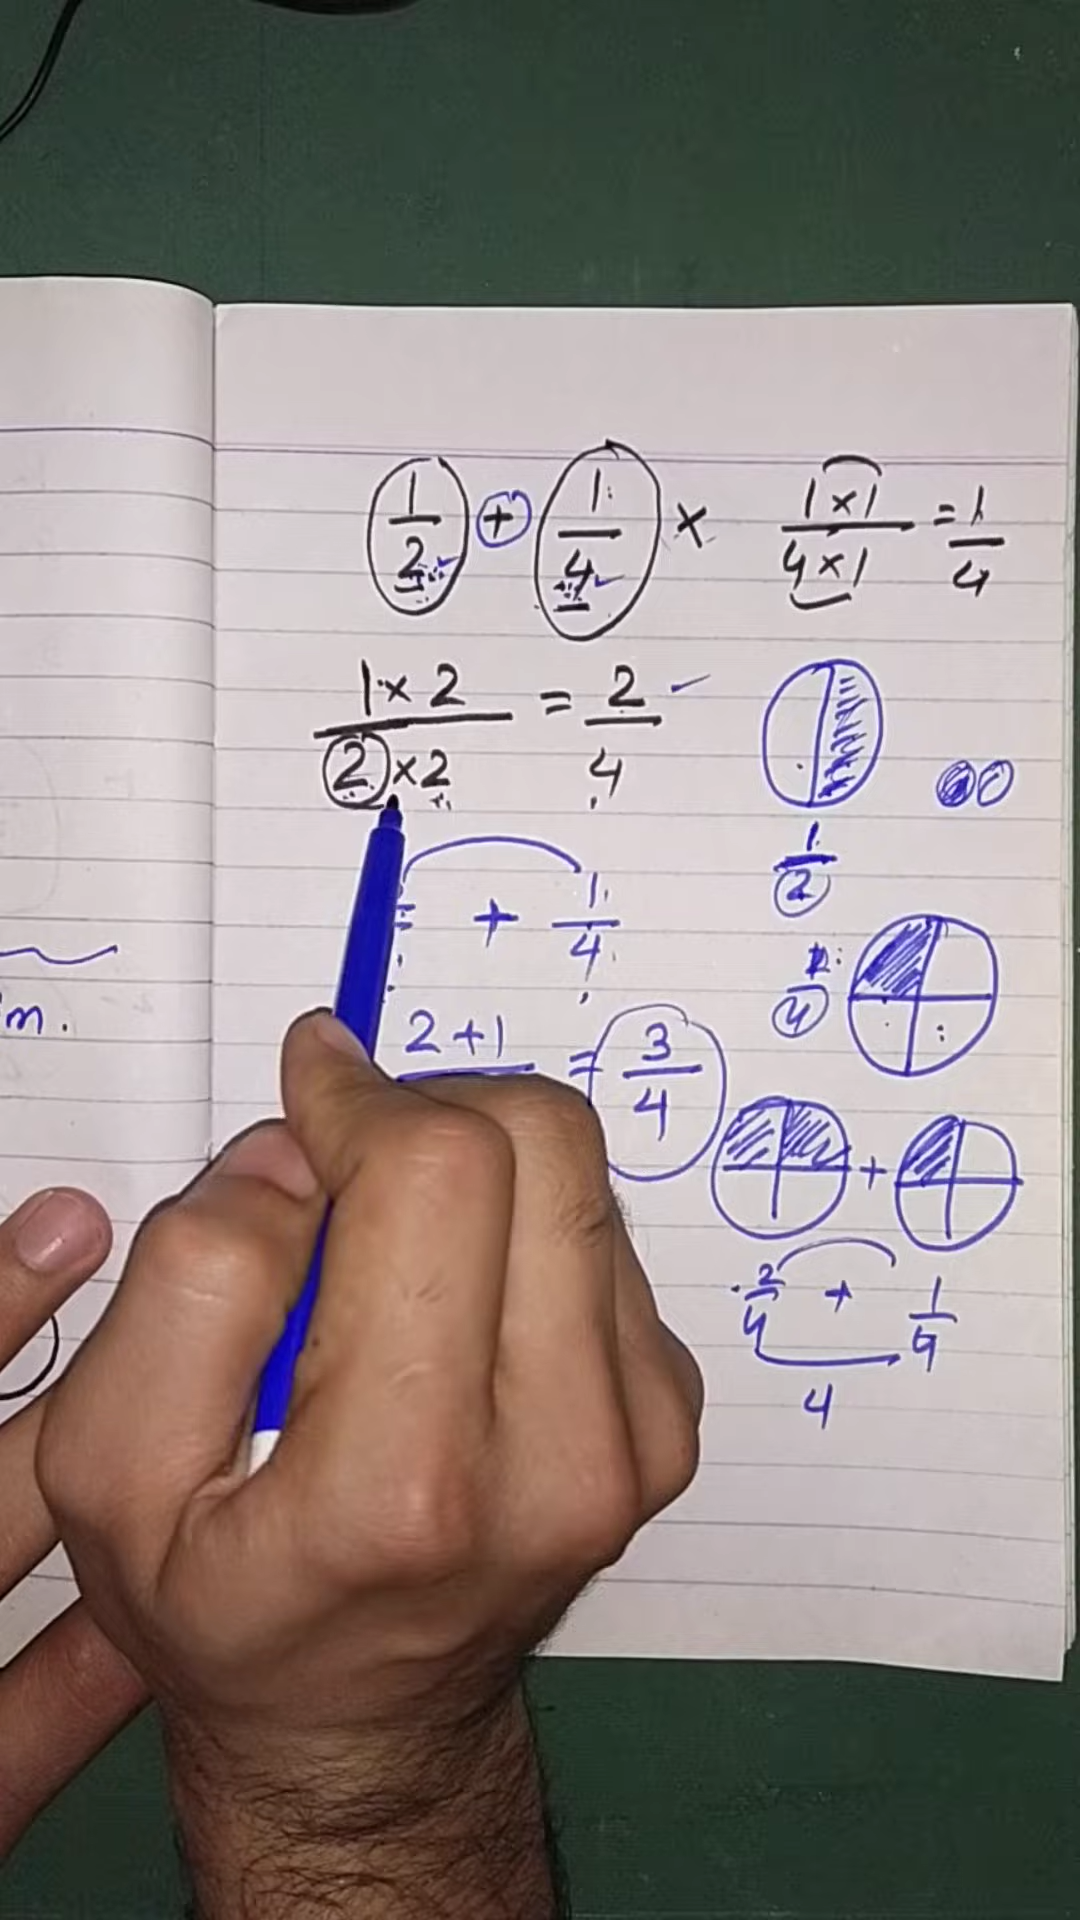 1/2 + 1/4 × (1×1)/(4×1) = 1/4
(1×2)/(2×2) = 2/4
1/2
+ 1/4
1/4
2+1 = 3/4
+
2/4 + 1/4
4
m.